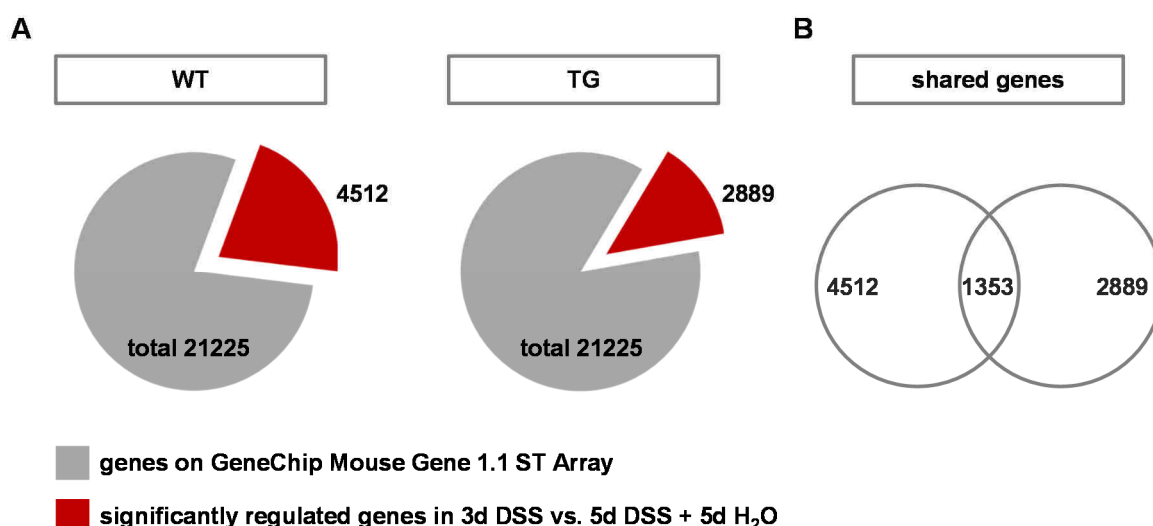 A
B
WT
TG
shared genes
4512
2889
4512
1353
2889
total 21225
total 21225
genes on GeneChip Mouse Gene 1.1 ST Array
significantly regulated genes in 3d DSS vs. 5d DSS + 5d H₂O